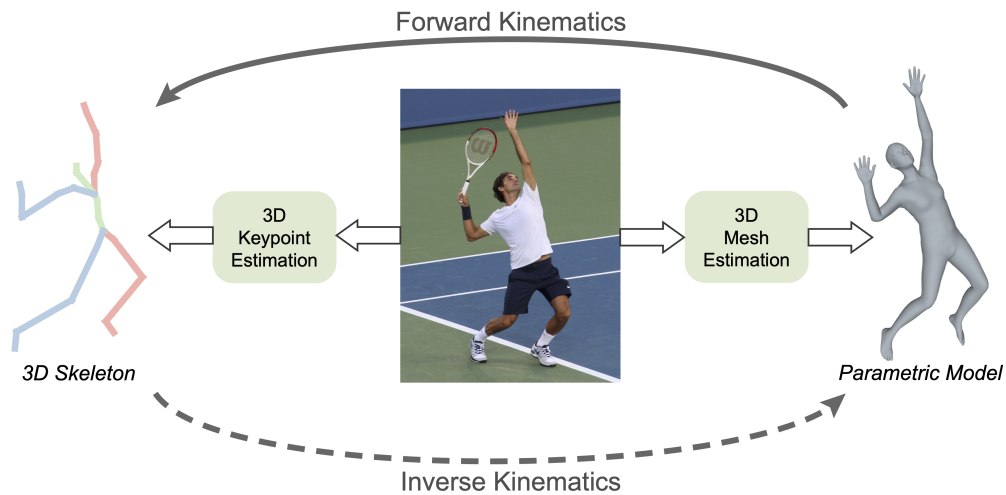 Forward Kinematics
3D
Keypoint
Estimation
W
3D
Mesh
Estimation
3D Skeleton
Parametric Model
Inverse Kinematics